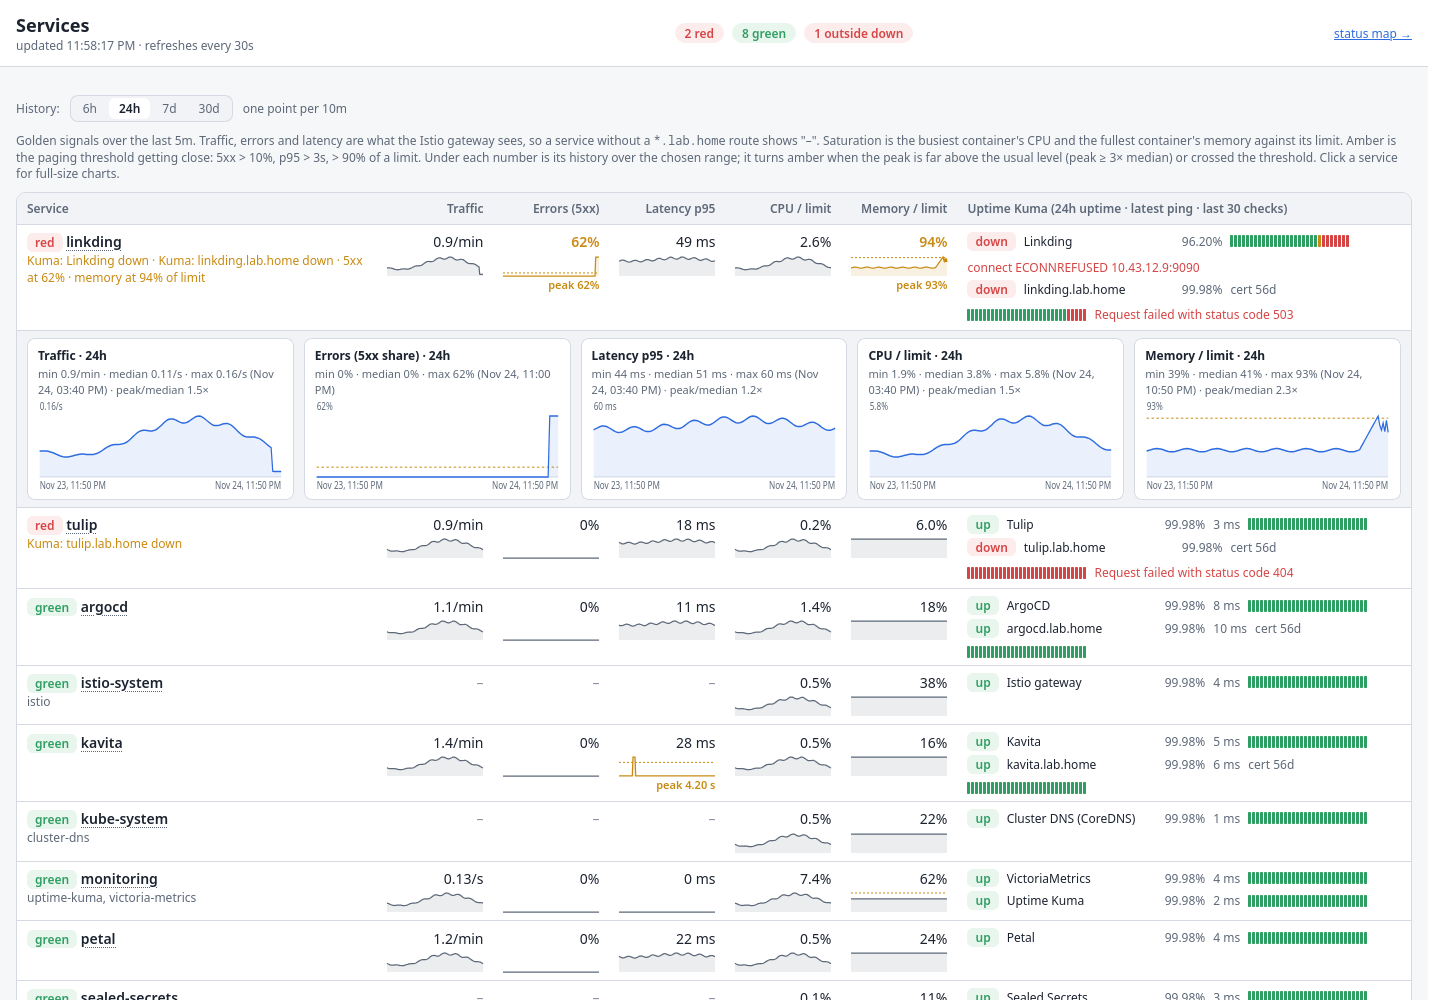 Services
updated 11:58:17 PM · refreshes every 30s
2 red
8 green
1 outside down
status map →
History:
6h
24h
7d
30d
one point per 10m
Golden signals over the last 5m. Traffic, errors and latency are what the Istio gateway sees, so a service without a *.lab.home route shows "–". Saturation is the busiest container's CPU and the fullest container's memory against its limit. Amber is
the paging threshold getting close: 5xx > 10%, p95 > 3s, > 90% of a limit. Under each number is its history over the chosen range; it turns amber when the peak is far above the usual level (peak ≥ 3× median) or crossed the threshold. Click a service
for full-size charts.
Service Traffic Errors (5xx) Latency p95 CPU / limit Memory / limit Uptime Kuma (24h uptime · latest ping · last 30 checks)
red linkding 0.9/min 62% 49 ms 2.6% 94% down Linkding 96.20%
Kuma: Linkding down · Kuma: linkding.lab.home down · 5xx
at 62% · memory at 94% of limit
peak 62%
peak 93%
connect ECONNREFUSED 10.43.12.9:9090
down linkding.lab.home 99.98% cert 56d
Request failed with status code 503
Traffic · 24h
min 0.9/min · median 0.11/s · max 0.16/s (Nov
24, 03:40 PM) · peak/median 1.5×
0.16/s
Nov 23, 11:50 PM Nov 24, 11:50 PM
Errors (5xx share) · 24h
min 0% · median 0% · max 62% (Nov 24, 11:00
PM)
62%
Nov 23, 11:50 PM Nov 24, 11:50 PM
Latency p95 · 24h
min 44 ms · median 51 ms · max 60 ms (Nov
24, 03:40 PM) · peak/median 1.2×
60 ms
Nov 23, 11:50 PM Nov 24, 11:50 PM
CPU / limit · 24h
min 1.9% · median 3.8% · max 5.8% (Nov 24,
03:40 PM) · peak/median 1.5×
5.8%
Nov 23, 11:50 PM Nov 24, 11:50 PM
Memory / limit · 24h
min 39% · median 41% · max 93% (Nov 24,
10:50 PM) · peak/median 2.3×
93%
Nov 23, 11:50 PM Nov 24, 11:50 PM
red tulip 0.9/min 0% 18 ms 0.2% 6.0% up Tulip 99.98% 3 ms
Kuma: tulip.lab.home down
down tulip.lab.home 99.98% cert 56d
Request failed with status code 404
green argocd 1.1/min 0% 11 ms 1.4% 18% up ArgoCD 99.98% 8 ms
up argocd.lab.home 99.98% 10 ms cert 56d
green istio-system – – – 0.5% 38% up Istio gateway 99.98% 4 ms
istio
green kavita 1.4/min 0% 28 ms 0.5% 16% up Kavita 99.98% 5 ms
up kavita.lab.home 99.98% 6 ms cert 56d
peak 4.20 s
green kube-system – – – 0.5% 22% up Cluster DNS (CoreDNS) 99.98% 1 ms
cluster-dns
green monitoring 0.13/s 0% 0 ms 7.4% 62% up VictoriaMetrics 99.98% 4 ms
uptime-kuma, victoria-metrics
up Uptime Kuma 99.98% 2 ms
green petal 1.2/min 0% 22 ms 0.5% 24% up Petal 99.98% 4 ms
green sealed-secrets – – – 0.1% 11% up Sealed Secrets 99.98% 3 ms